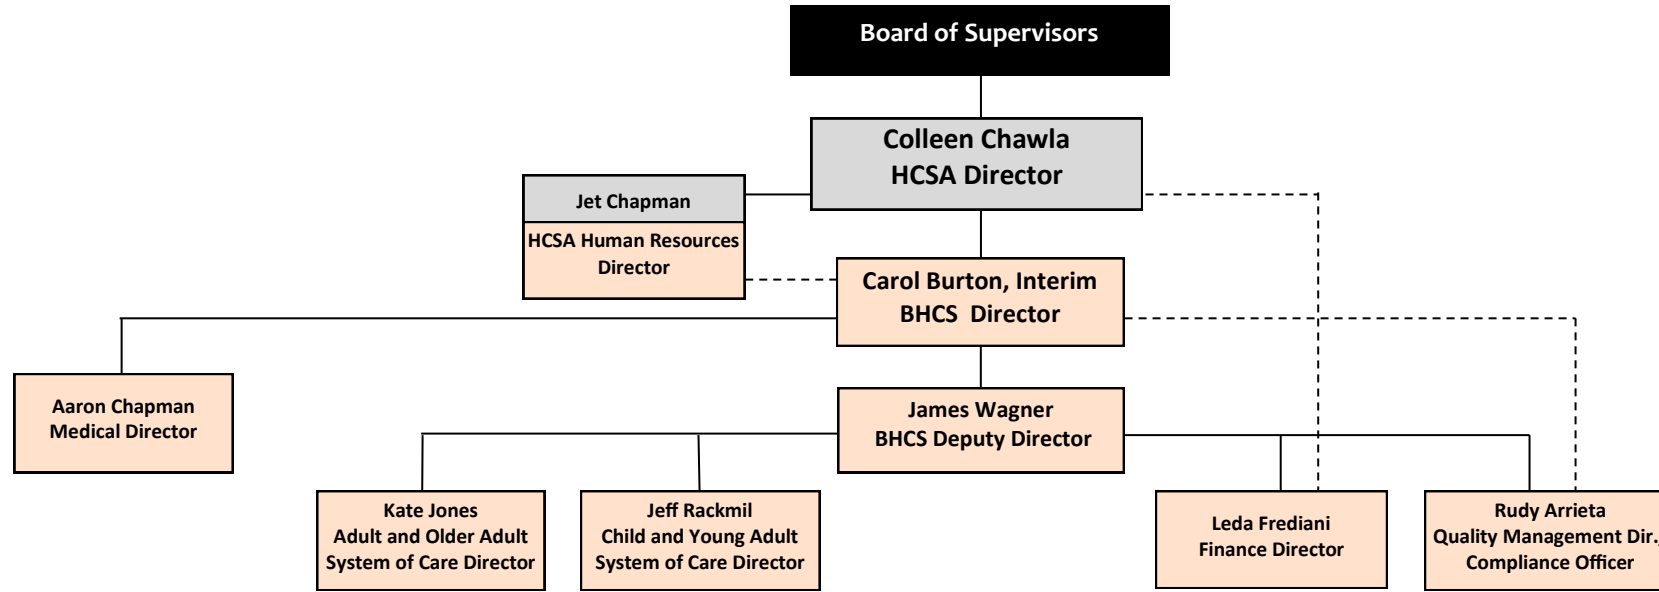 Board of Supervisors
Colleen Chawla
HCSA Director
Jet Chapman
HCSA Human Resources
Director
Carol Burton, Interim
BHCS Director
Aaron Chapman
Medical Director
James Wagner
BHCS Deputy Director
Kate Jones
Adult and Older Adult
System of Care Director
Jeff Rackmil
Child and Young Adult
System of Care Director
Leda Frediani
Finance Director
Rudy Arrieta
Quality Management Dir.,
Compliance Officer